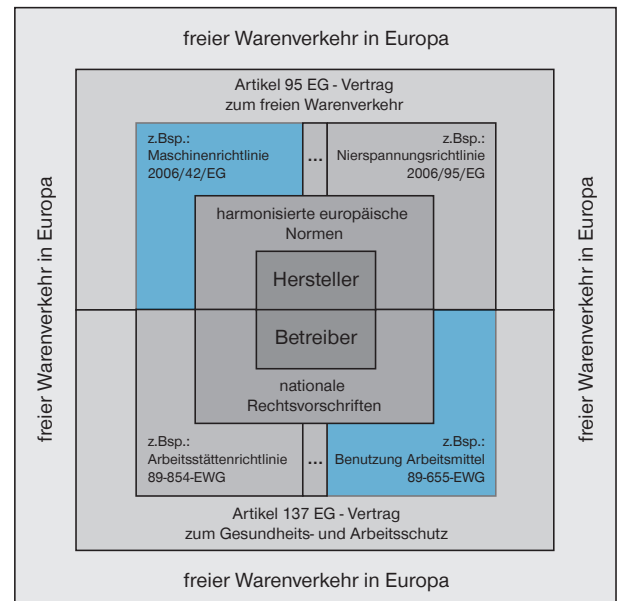 freier Warenverkehr in Europa
Artikel 95 EG - Vertrag
zum freien Warenverkehr
z.Bsp.:
Maschinenrichtlinie
2006/42/EG
...
z.Bsp.:
Nierspannungsrichtlinie
2006/95/EG
freier Warenverkehr in Europa
freier Warenverkehr in Europa
harmonisierte europäische
Normen
Hersteller
Betreiber
nationale
Rechtsvorschriften
z.Bsp.:
Arbeitsstättenrichtlinie
89-854-EWG
...
z.Bsp.:
Benutzung Arbeitsmittel
89-655-EWG
Artikel 137 EG - Vertrag
zum Gesundheits- und Arbeitsschutz
freier Warenverkehr in Europa